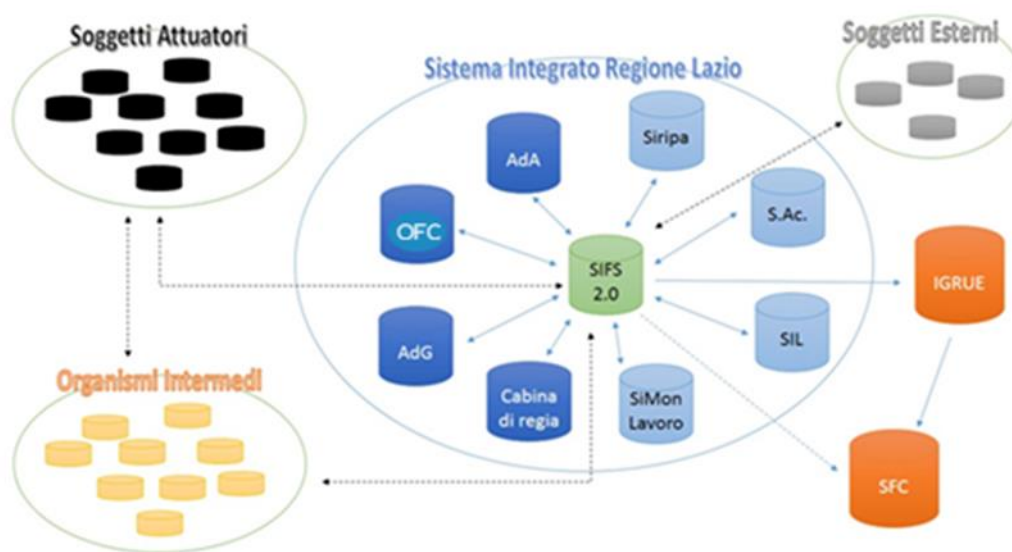 Soggetti Attuatori
Soggetti Esterni
Sistema Integrato Regione Lazio
Siripa
AdA
S.Ac.
OFC
SIFS
2.0
IGRUE
SIL
AdG
Cabina
di regia
SiMon
Lavoro
Organismi Intermedi
SFC